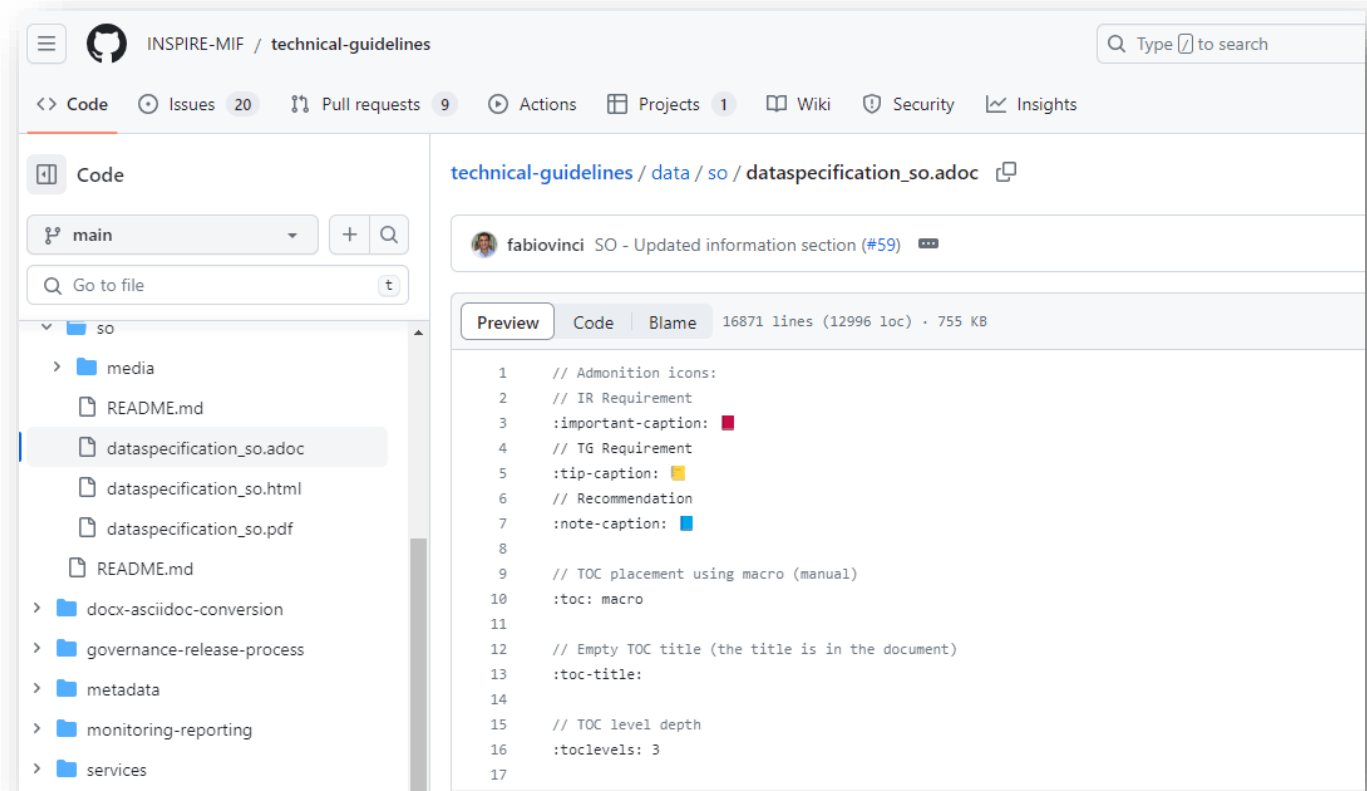 INSPIRE-MIF / technical-guidelines
Type / to search
Code Issues 20 Pull requests 9 Actions Projects 1 Wiki Security Insights
Code
main
Go to file t
so
media
README.md
dataspecification_so.adoc
dataspecification_so.html
dataspecification_so.pdf
README.md
docx-asciidoc-conversion
governance-release-process
metadata
monitoring-reporting
services
technical-guidelines / data / so / dataspecification_so.adoc
fabiovinci SO - Updated information section (#59)
Preview Code Blame 16871 lines (12996 loc) · 755 KB
1 // Admonition icons:
2 // IR Requirement
3 :important-caption: 📕
4 // TG Requirement
5 :tip-caption: 📒
6 // Recommendation
7 :note-caption: 📘
8
9 // TOC placement using macro (manual)
10 :toc: macro
11
12 // Empty TOC title (the title is in the document)
13 :toc-title:
14
15 // TOC level depth
16 :toclevels: 3
17